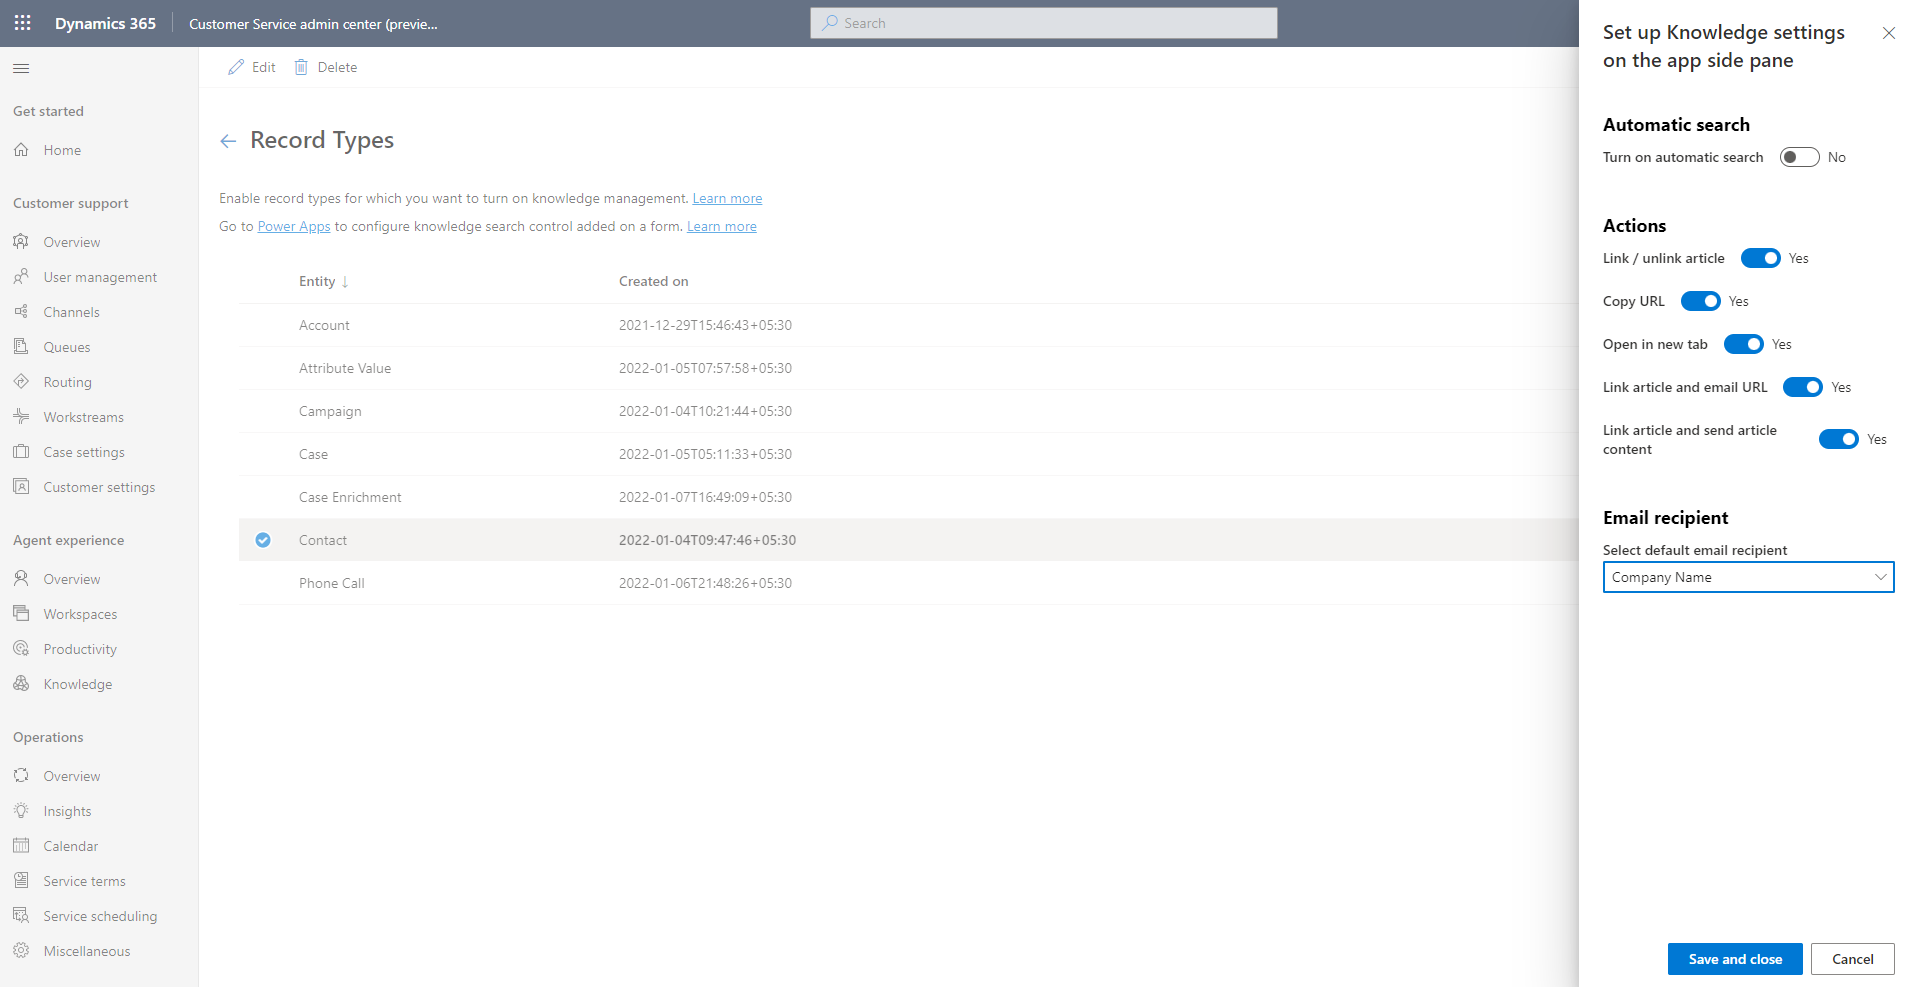 Dynamics 365
Customer Service admin center (previe...
Search
Edit
Delete
Get started
Home
Customer support
Overview
User management
Channels
Queues
Routing
Workstreams
Case settings
Customer settings
Agent experience
Overview
Workspaces
Productivity
Knowledge
Operations
Overview
Insights
Calendar
Service terms
Service scheduling
Miscellaneous
Record Types
Enable record types for which you want to turn on knowledge management. Learn more
Go to Power Apps to configure knowledge search control added on a form. Learn more
Entity ↓ Created on
Account 2021-12-29T15:46:43+05:30
Attribute Value 2022-01-05T07:57:58+05:30
Campaign 2022-01-04T10:21:44+05:30
Case 2022-01-05T05:11:33+05:30
Case Enrichment 2022-01-07T16:49:09+05:30
Contact 2022-01-04T09:47:46+05:30
Phone Call 2022-01-06T21:48:26+05:30
Set up Knowledge settings
on the app side pane
Automatic search
Turn on automatic search No
Actions
Link / unlink article Yes
Copy URL Yes
Open in new tab Yes
Link article and email URL Yes
Link article and send article
content
Yes
Email recipient
Select default email recipient
Company Name
Save and close
Cancel